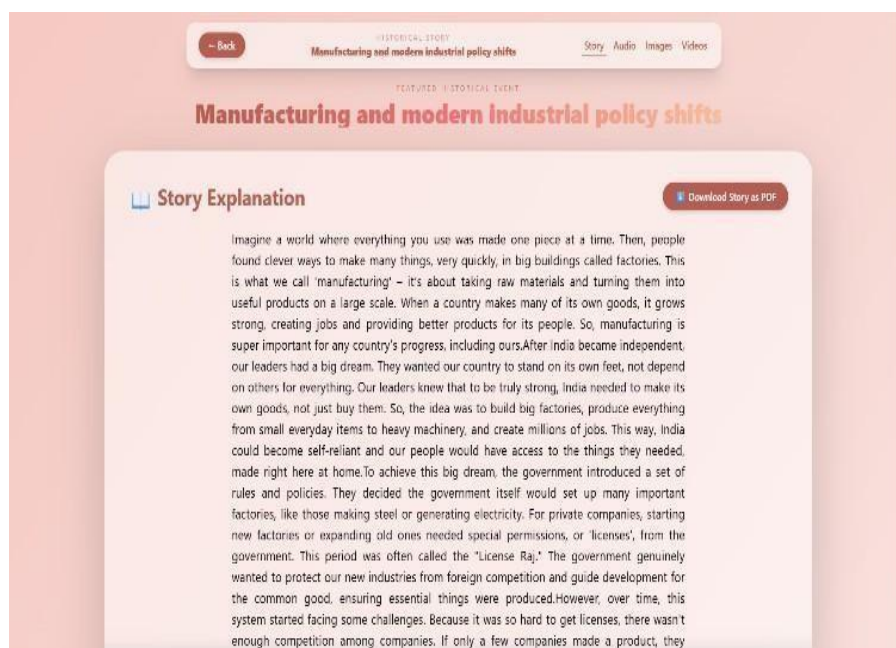 ← Back
HISTORICAL STORY
Manufacturing and modern industrial policy shifts
Story Audio Images Videos
FEATURED HISTORICAL EVENT
Manufacturing and modern industrial policy shifts
Story Explanation
Download Story as PDF
Imagine a world where everything you use was made one piece at a time. Then, people
found clever ways to make many things, very quickly, in big buildings called factories. This
is what we call 'manufacturing' – it's about taking raw materials and turning them into
useful products on a large scale. When a country makes many of its own goods, it grows
strong, creating jobs and providing better products for its people. So, manufacturing is
super important for any country's progress, including ours.After India became independent,
our leaders had a big dream. They wanted our country to stand on its own feet, not depend
on others for everything. Our leaders knew that to be truly strong, India needed to make its
own goods, not just buy them. So, the idea was to build big factories, produce everything
from small everyday items to heavy machinery, and create millions of jobs. This way, India
could become self-reliant and our people would have access to the things they needed,
made right here at home.To achieve this big dream, the government introduced a set of
rules and policies. They decided the government itself would set up many important
factories, like those making steel or generating electricity. For private companies, starting
new factories or expanding old ones needed special permissions, or 'licenses', from the
government. This period was often called the "License Raj." The government genuinely
wanted to protect our new industries from foreign competition and guide development for
the common good, ensuring essential things were produced.However, over time, this
system started facing some challenges. Because it was so hard to get licenses, there wasn't
enough competition among companies. If only a few companies made a product, they